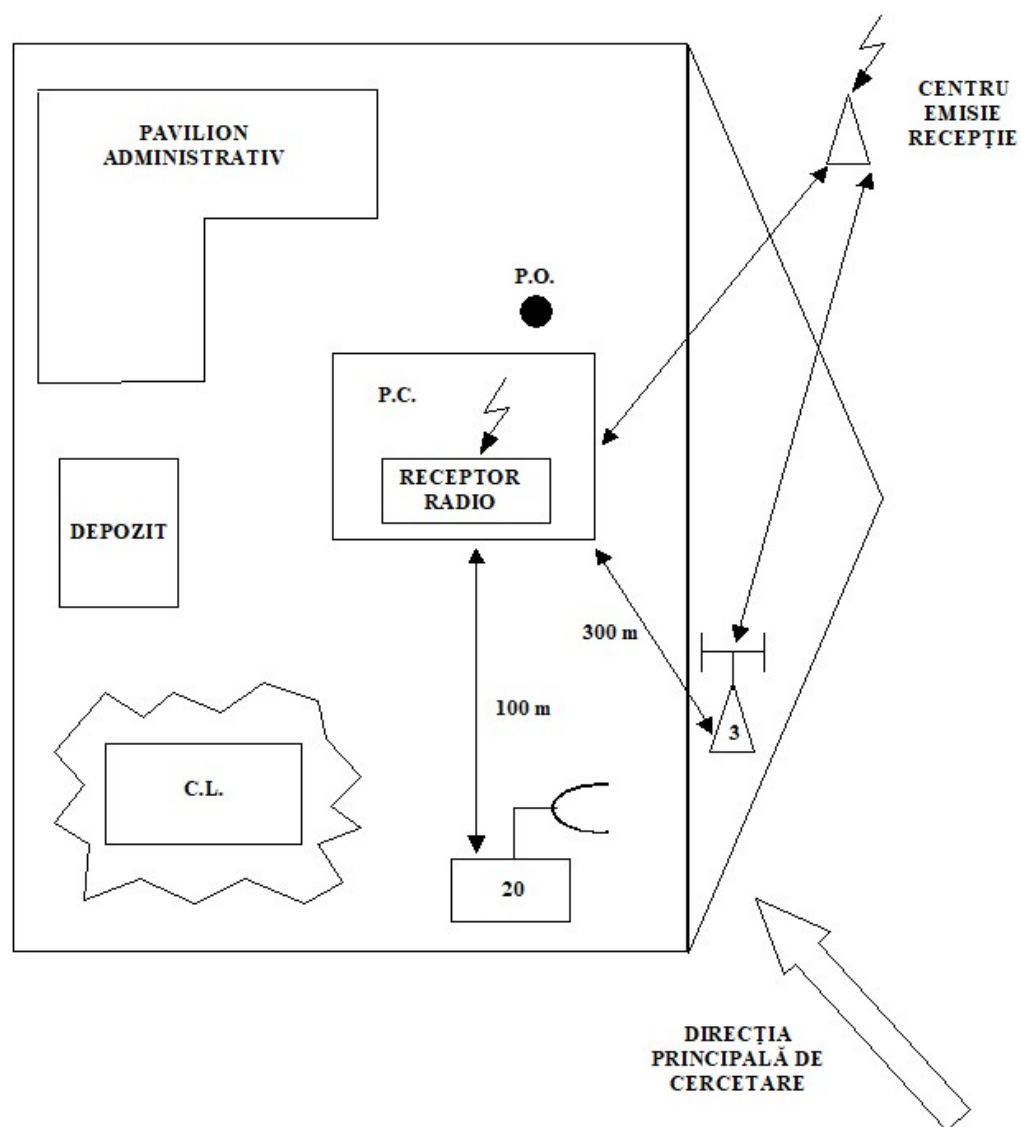 CENTRU
EMISIE
RECEPȚIE
PAVILION
ADMINISTRATIV
P.O.
P.C.
RECEPTOR
RADIO
DEPOZIT
300 m
100 m
3
C.L.
20
DIRECȚIA
PRINCIPALĂ DE
CERCETARE